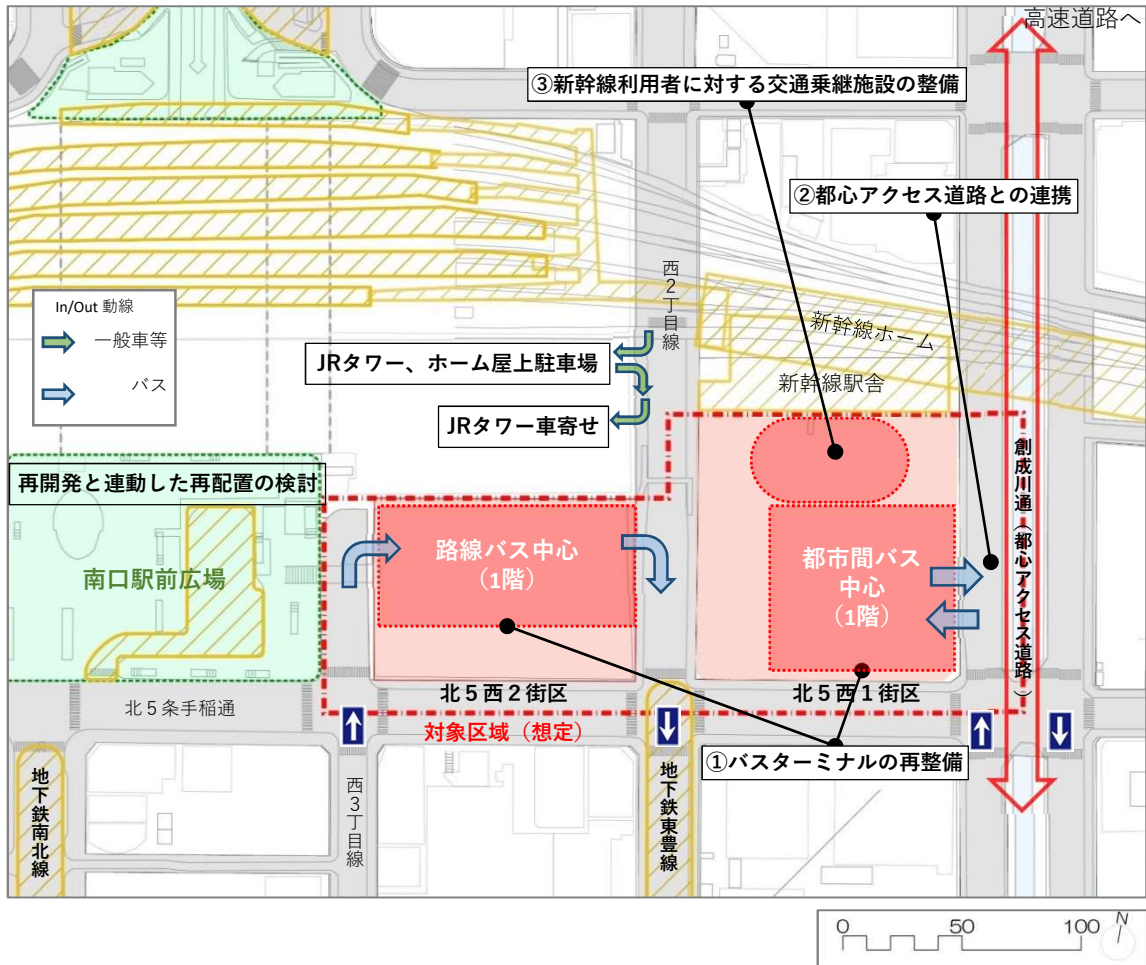 高速道路へ
③新幹線利用者に対する交通乗継施設の整備
②都心アクセス道路との連携
西2丁目線
In/Out 動線
一般車等
バス
新幹線ホーム
JRタワー、ホーム屋上駐車場
新幹線駅舎
JRタワー車寄せ
再開発と連動した再配置の検討
創成川通(都心アクセス道路)
路線バス中心
(1階)
都市間バス
中心
(1階)
南口駅前広場
北5西2街区
北5西1街区
北5条手稲通
対象区域(想定)
①バスターミナルの再整備
地下鉄南北線
西3丁目線
地下鉄東豊線
0 50 100
N